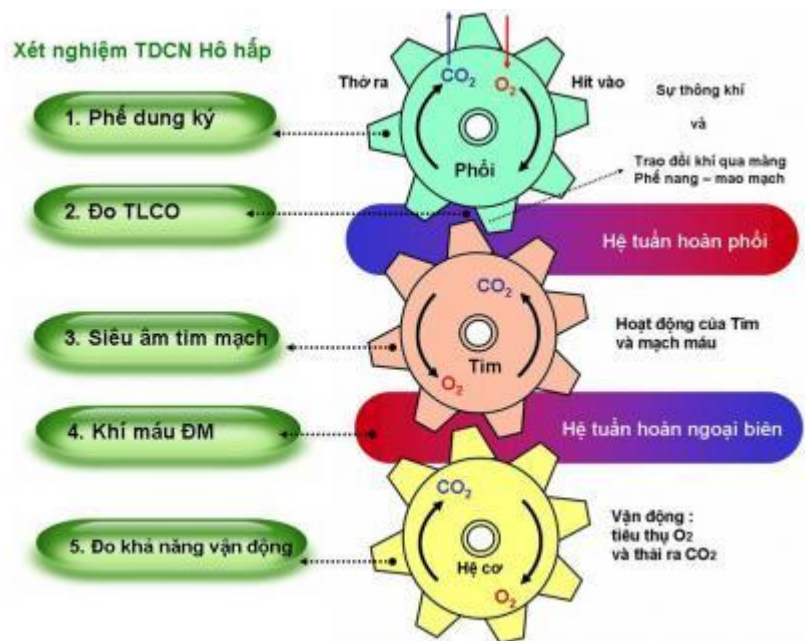 Xét nghiệm TDCN Hô hấp
1. Phế dung ký
2. Đo TLCO
3. Siêu âm tim mạch
4. Khí máu ĐM
5. Đo khả năng vận động
Thở ra
CO2
O2
Hít vào
Phổi
Sự thông khí
và
Trao đổi khí qua màng
Phế nang – mao mạch
Hệ tuần hoàn phổi
CO2
Tim
O2
Hoạt động của Tim
và mạch máu
Hệ tuần hoàn ngoại biên
CO2
Hệ cơ
O2
Vận động :
tiêu thụ O2
và thải ra CO2